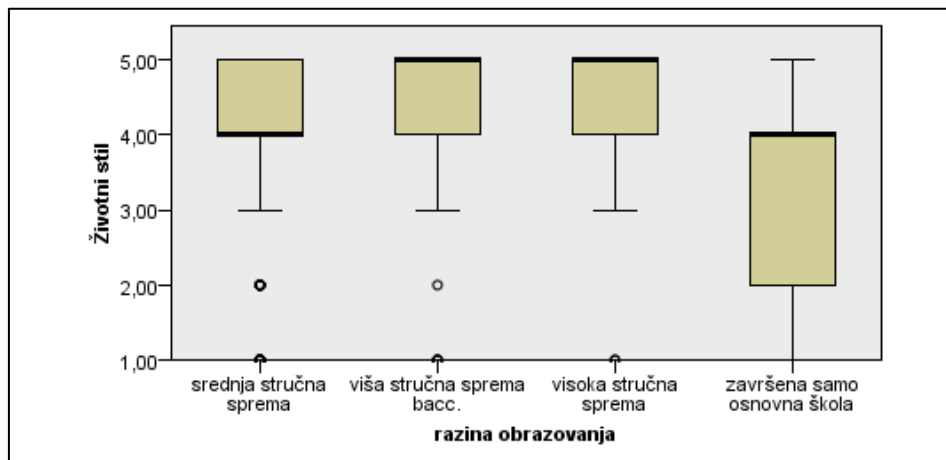 Životni stil
5,00
4,00
3,00
2,00
1,00
srednja stručna
sprema
viša stručna sprema
bacc.
visoka stručna
sprema
završena samo
osnovna škola
razina obrazovanja